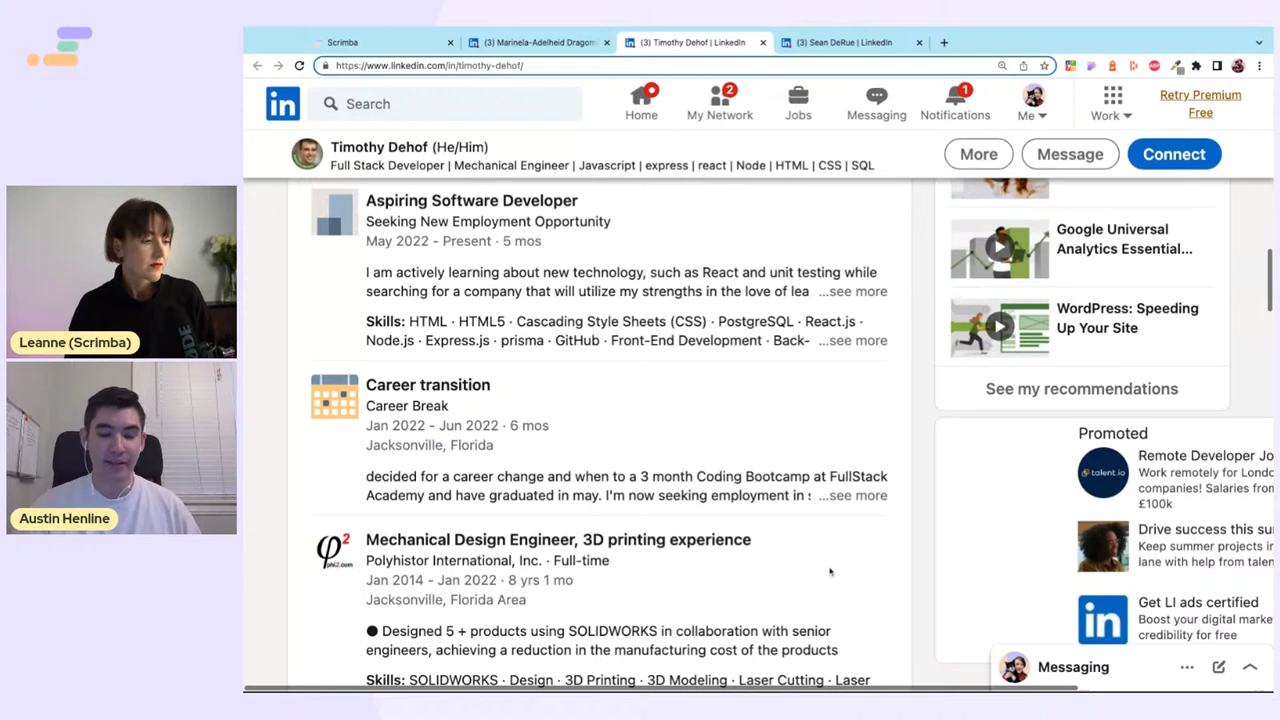 Scrimba
(3) Marinela-Adelheid Dragom
(3) Timothy Dehof | LinkedIn
(3) Sean DeRue | LinkedIn
https://www.linkedin.com/in/timothy-dehof/
in
Search
Home
2
My Network
Jobs
Messaging
1
Notifications
Me
Work
Retry Premium
Free
Timothy Dehof (He/Him)
Full Stack Developer | Mechanical Engineer | Javascript | express | react | Node | HTML | CSS | SQL
More
Message
Connect
Aspiring Software Developer
Seeking New Employment Opportunity
May 2022 - Present · 5 mos
I am actively learning about new technology, such as React and unit testing while
searching for a company that will utilize my strengths in the love of lea ...see more
Skills: HTML · HTML5 · Cascading Style Sheets (CSS) · PostgreSQL · React.js ·
Node.js · Express.js · prisma · GitHub · Front-End Development · Back- ...see more
Career transition
Career Break
Jan 2022 - Jun 2022 · 6 mos
Jacksonville, Florida
decided for a career change and when to a 3 month Coding Bootcamp at FullStack
Academy and have graduated in may. I'm now seeking employment in s ...see more
φ2
phi2.com
Mechanical Design Engineer, 3D printing experience
Polyhistor International, Inc. · Full-time
Jan 2014 - Jan 2022 · 8 yrs 1 mo
Jacksonville, Florida Area
● Designed 5 + products using SOLIDWORKS in collaboration with senior
engineers, achieving a reduction in the manufacturing cost of the products
Skills: SOLIDWORKS · Design · 3D Printing · 3D Modeling · Laser Cutting · Laser
Google Universal
Analytics Essential...
WordPress: Speeding
Up Your Site
See my recommendations
Promoted
talent.io
Remote Developer Jo
Work remotely for Londo
companies! Salaries from
£100k
Drive success this su
Keep summer projects i
lane with help from talen
in
Get LI ads certified
Boost your digital marke
credibility for free
Messaging
Leanne (Scrimba)
Austin Henline